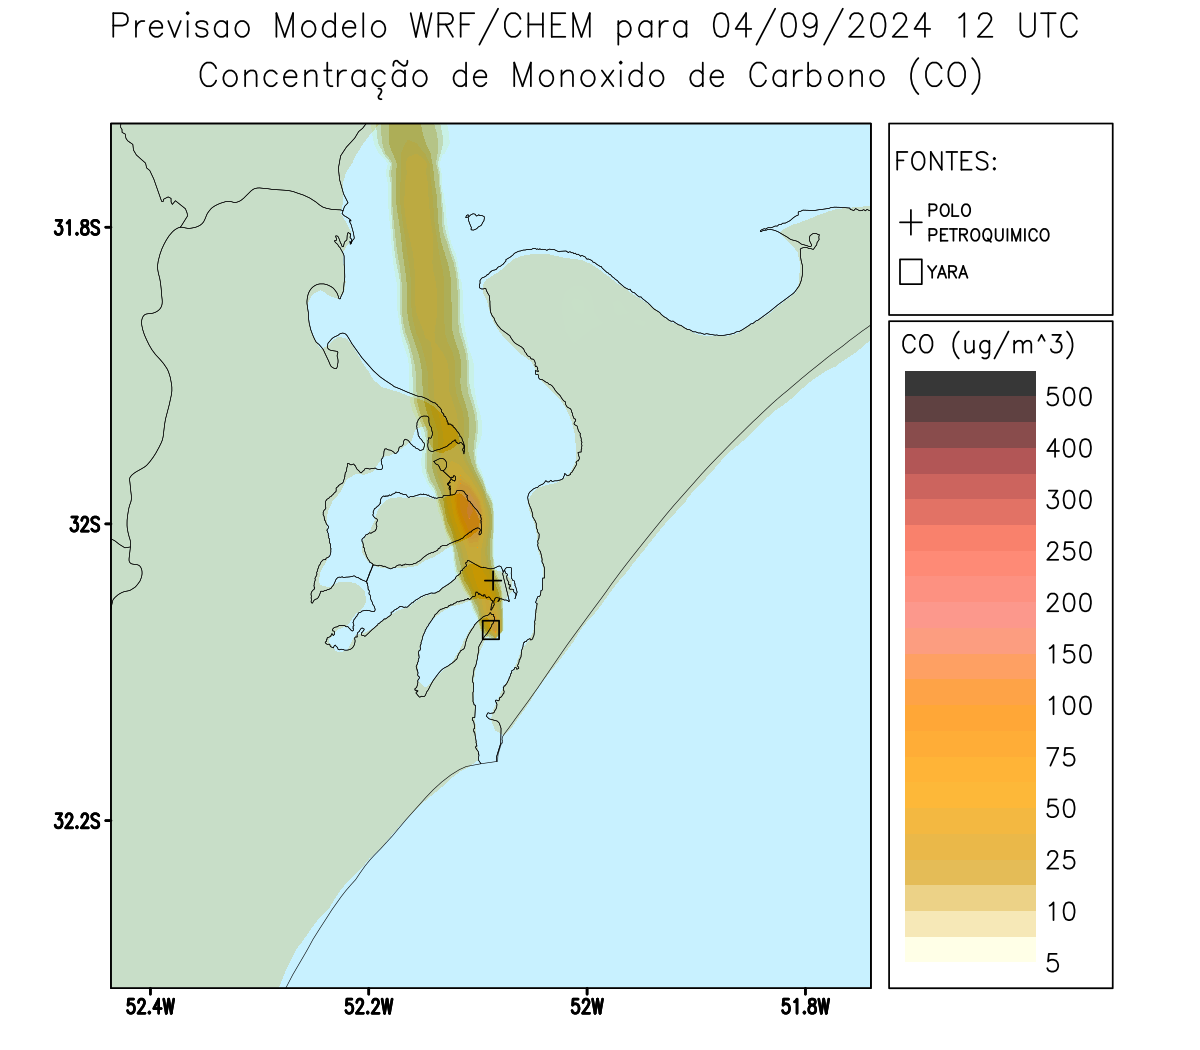 Previsao Modelo WRF/CHEM para 04/09/2024 12 UTC
Concentração de Monoxido de Carbono (CO)
FONTES:
POLO
PETROQUIMICO
YARA
CO (ug/m^3)
500
400
300
250
200
150
100
75
50
25
10
5
31.8S
32S
32.2S
52.4W
52.2W
52W
51.8W